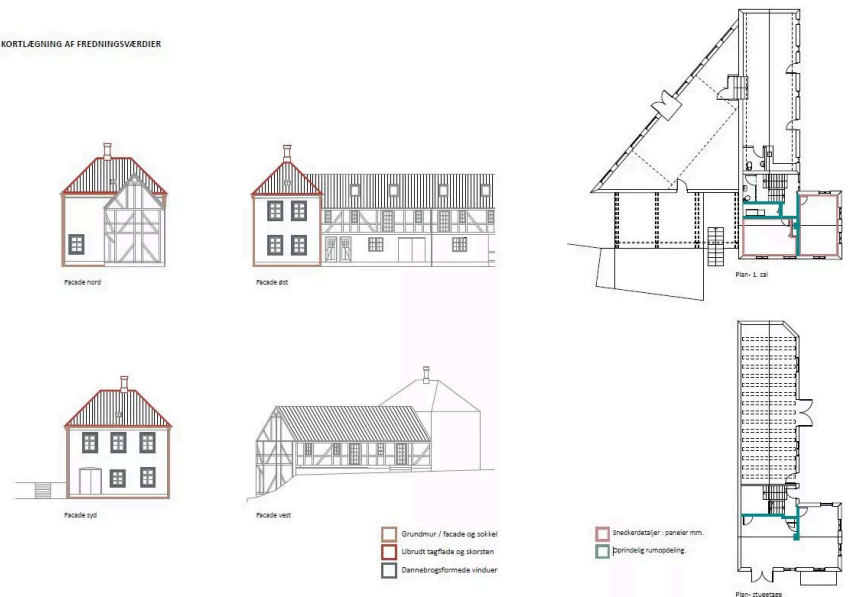 KORTLÆGNING AF FREDNINGSVÆRDIER
Facade nord
Facade øst
Plan- 1. sal
Facade syd
Facade vest
Grundmur / facade og sokkel
Ubrudt tagflade og skorsten
Dannebrogsformede vinduer
Snedkerdetaljer : paneler mm.
Oprindelig rumopdeling.
Plan- stueetage